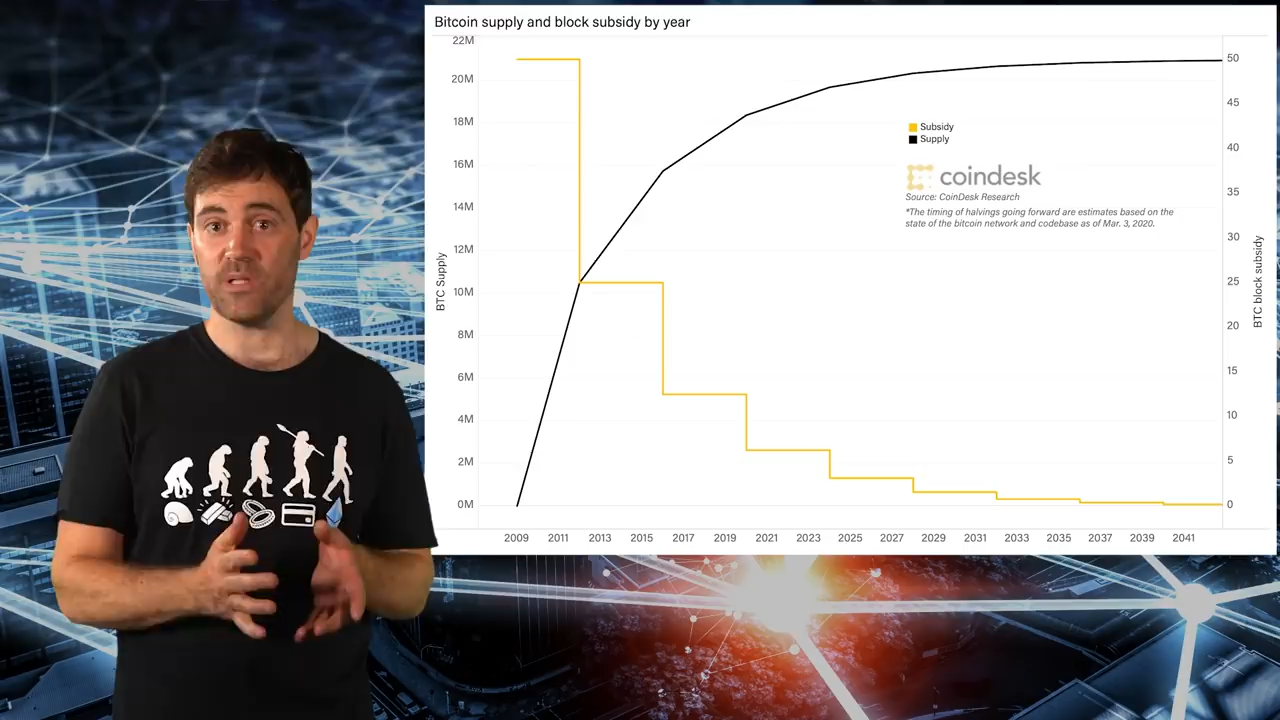 Bitcoin supply and block subsidy by year
22M
20M
18M
16M
14M
12M
10M
8M
6M
4M
2M
0M
BTC Supply
50
45
40
35
30
25
20
15
10
5
0
BTC block subsidy
Subsidy
Supply
coindesk
Source: CoinDesk Research
*The timing of halvings going forward are estimates based on the
state of the bitcoin network and codebase as of Mar. 3, 2020.
2009 2011 2013 2015 2017 2019 2021 2023 2025 2027 2029 2031 2033 2035 2037 2039 2041